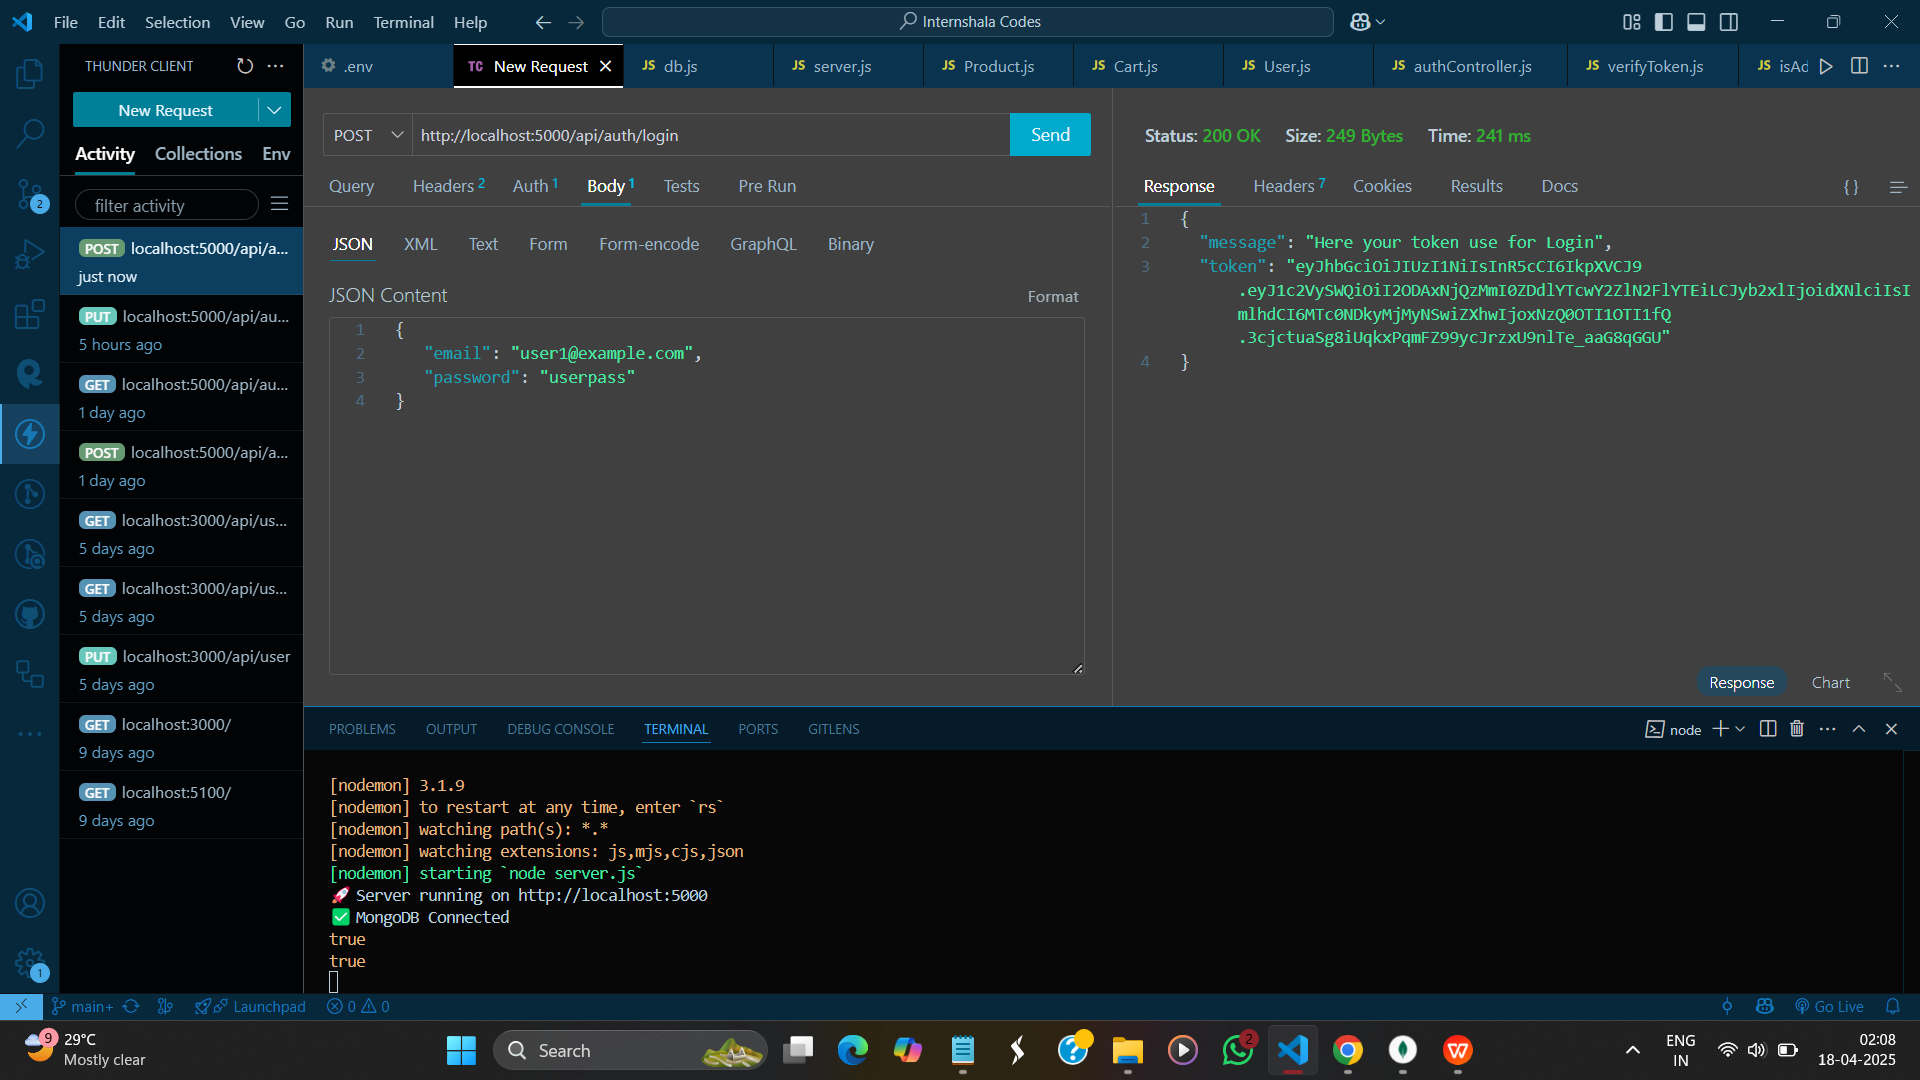 File Edit Selection View Go Run Terminal Help
Internshala Codes
THUNDER CLIENT
New Request
Activity Collections Env
filter activity
POST localhost:5000/api/a...
just now
PUT localhost:5000/api/au...
5 hours ago
GET localhost:5000/api/au...
1 day ago
POST localhost:5000/api/a...
1 day ago
GET localhost:3000/api/us...
5 days ago
GET localhost:3000/api/us...
5 days ago
PUT localhost:3000/api/user
5 days ago
GET localhost:3000/
9 days ago
GET localhost:5100/
9 days ago
.env TC New Request JS db.js JS server.js JS Product.js JS Cart.js JS User.js JS authController.js JS verifyToken.js JS isAd
POST http://localhost:5000/api/auth/login Send
Query Headers 2 Auth 1 Body 1 Tests Pre Run
JSON XML Text Form Form-encode GraphQL Binary
JSON Content Format
1 {
2 "email": "user1@example.com",
3 "password": "userpass"
4 }
Status: 200 OK Size: 249 Bytes Time: 241 ms
Response Headers 7 Cookies Results Docs {}
1 {
2 "message": "Here your token use for Login",
3 "token": "eyJhbGciOiJIUzI1NiIsInR5cCI6IkpXVCJ9
.eyJ1c2VySWQiOiI2ODAxNjQzMmI0ZDdlYTcwY2ZlN2FlYTEiLCJyb2xlIjoidXNlciIsI
mlhdCI6MTc0NDkyMjMyNSwiZXhwIjoxNzQ0OTI1OTI1fQ
.3cjctuaSg8iUqkxPqmFZ99ycJrzxU9nlTe_aaG8qGGU"
4 }
Response Chart
PROBLEMS OUTPUT DEBUG CONSOLE TERMINAL PORTS GITLENS
node
[nodemon] 3.1.9
[nodemon] to restart at any time, enter `rs`
[nodemon] watching path(s): *.*
[nodemon] watching extensions: js,mjs,cjs,json
[nodemon] starting `node server.js`
🚀 Server running on http://localhost:5000
✅ MongoDB Connected
true
true
2
1
main+ Launchpad 0 0 Go Live
9 29°C
Mostly clear
Search
2
ENG
IN
02:08
18-04-2025